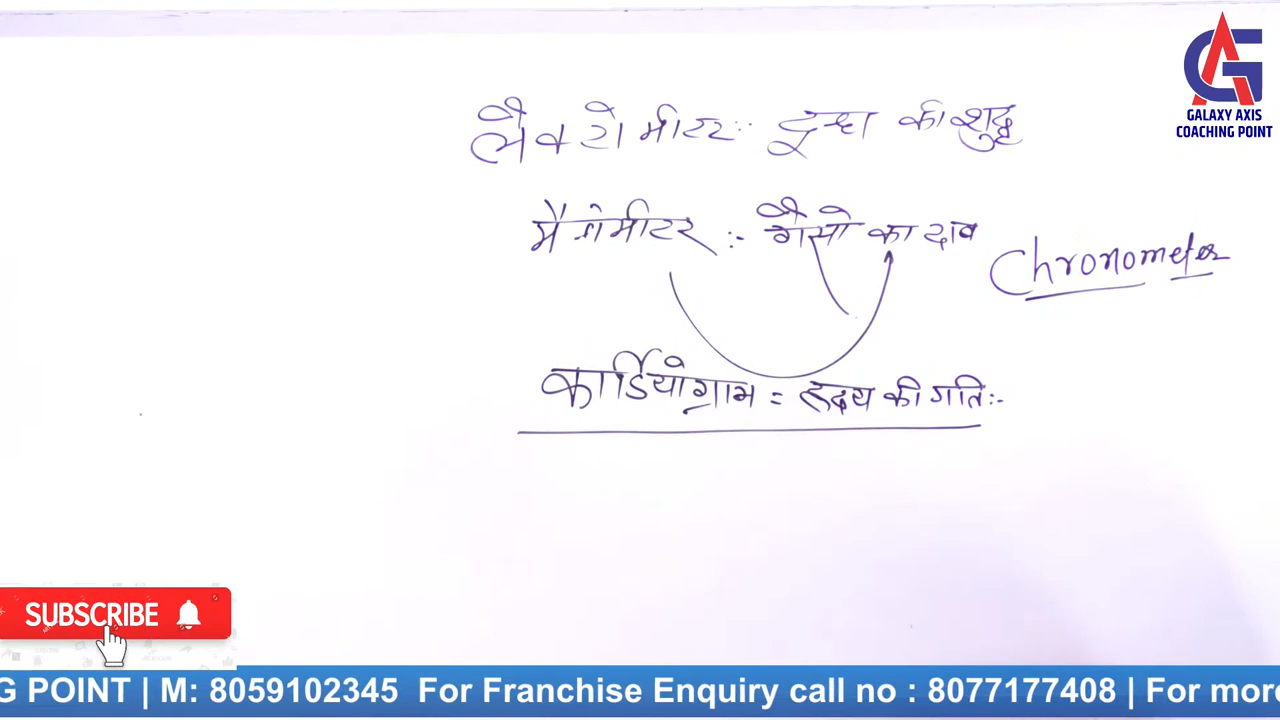 GALAXY AXIS
COACHING POINT
लैक्टोमीटर:- दुग्ध की शुद्ध
मैनोमीटर :- गैसो का दाब
Chronometer
कार्डियोग्राम = हृदय की गति:-
SUBSCRIBE
G POINT | M: 8059102345 For Franchise Enquiry call no : 8077177408 | For more